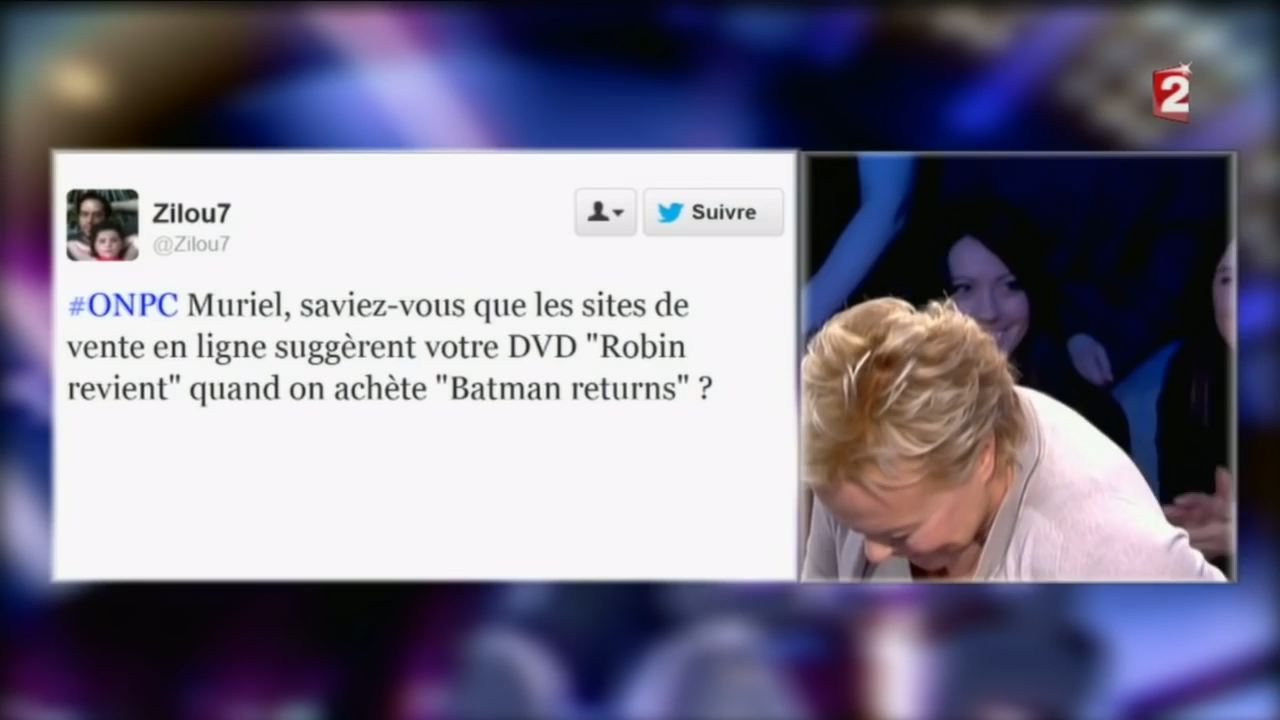 2
Zilou7
@Zilou7
Suivre
#ONPC Muriel, saviez-vous que les sites de
vente en ligne suggèrent votre DVD "Robin
revient" quand on achète "Batman returns" ?